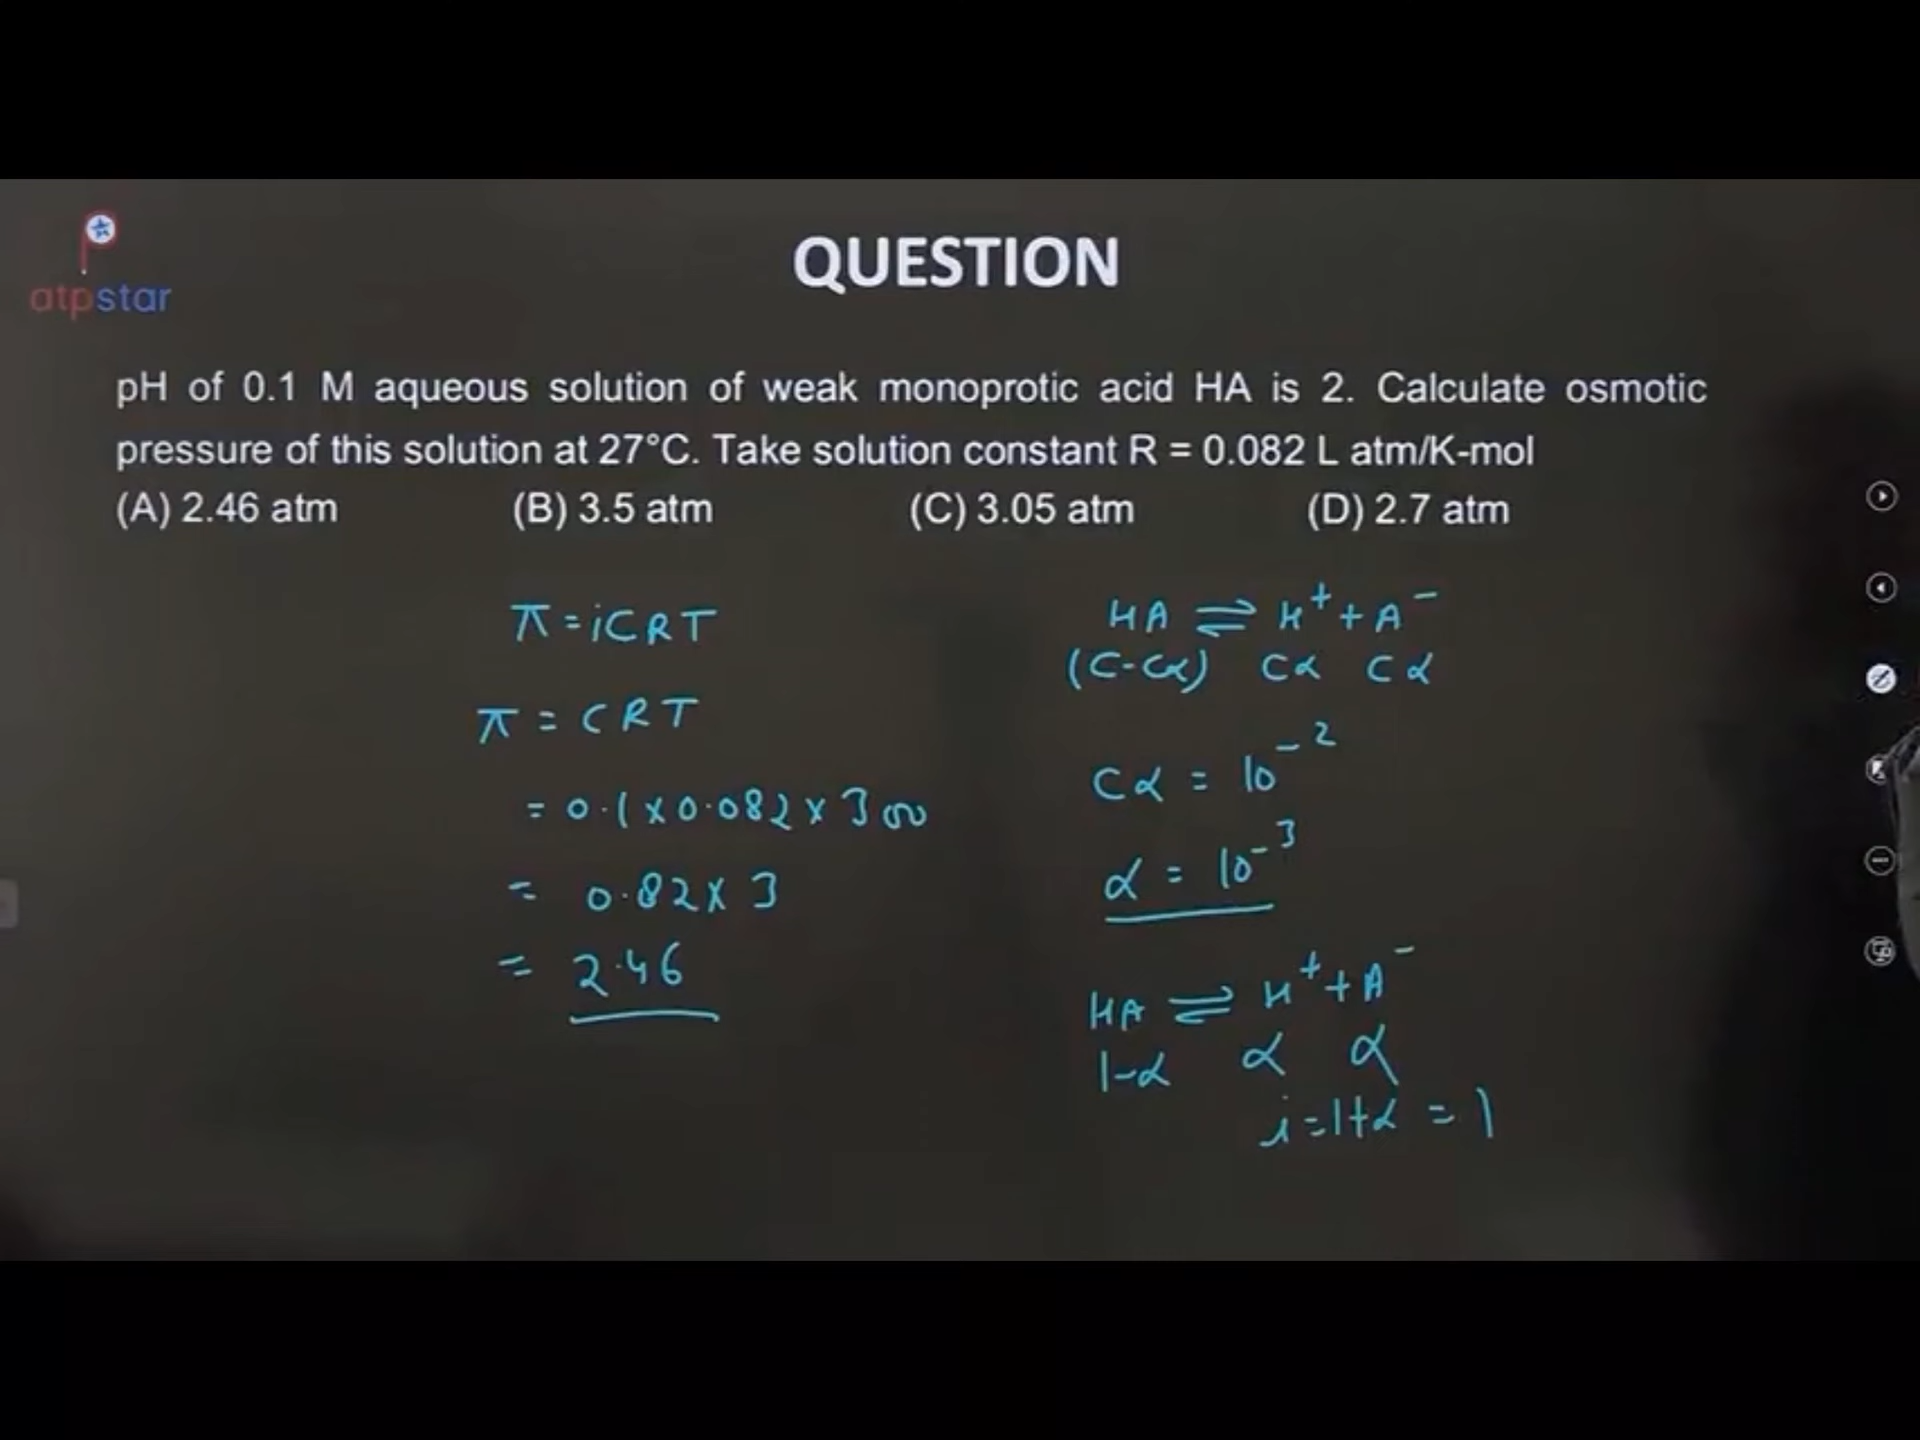 atpstar
QUESTION
pH of 0.1 M aqueous solution of weak monoprotic acid HA is 2. Calculate osmotic
pressure of this solution at 27°C. Take solution constant R = 0.082 L atm/K-mol
(A) 2.46 atm (B) 3.5 atm (C) 3.05 atm (D) 2.7 atm
π = iCRT
π = CRT
= 0.1 x 0.082 x 300
= 0.82 x 3
= 2.46
HA ⇌ H⁺ + A⁻
(C-Cα) Cα Cα
Cα = 10⁻²
α = 10⁻³
HA ⇌ H⁺ + A⁻
1-α α α
i = 1+α = 1